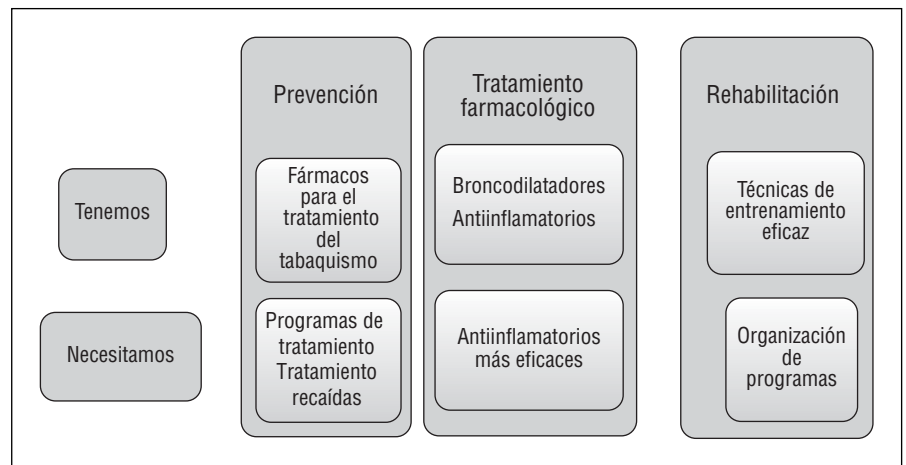 Prevención
Tratamiento
farmacológico
Rehabilitación
Tenemos
Fármacos
para el
tratamiento
del
tabaquismo
Broncodilatadores
Antiinflamatorios
Técnicas de
entrenamiento
eficaz
Necesitamos
Programas de
tratamiento
Tratamiento
recaídas
Antiinflamatorios
más eficaces
Organización
de
programas